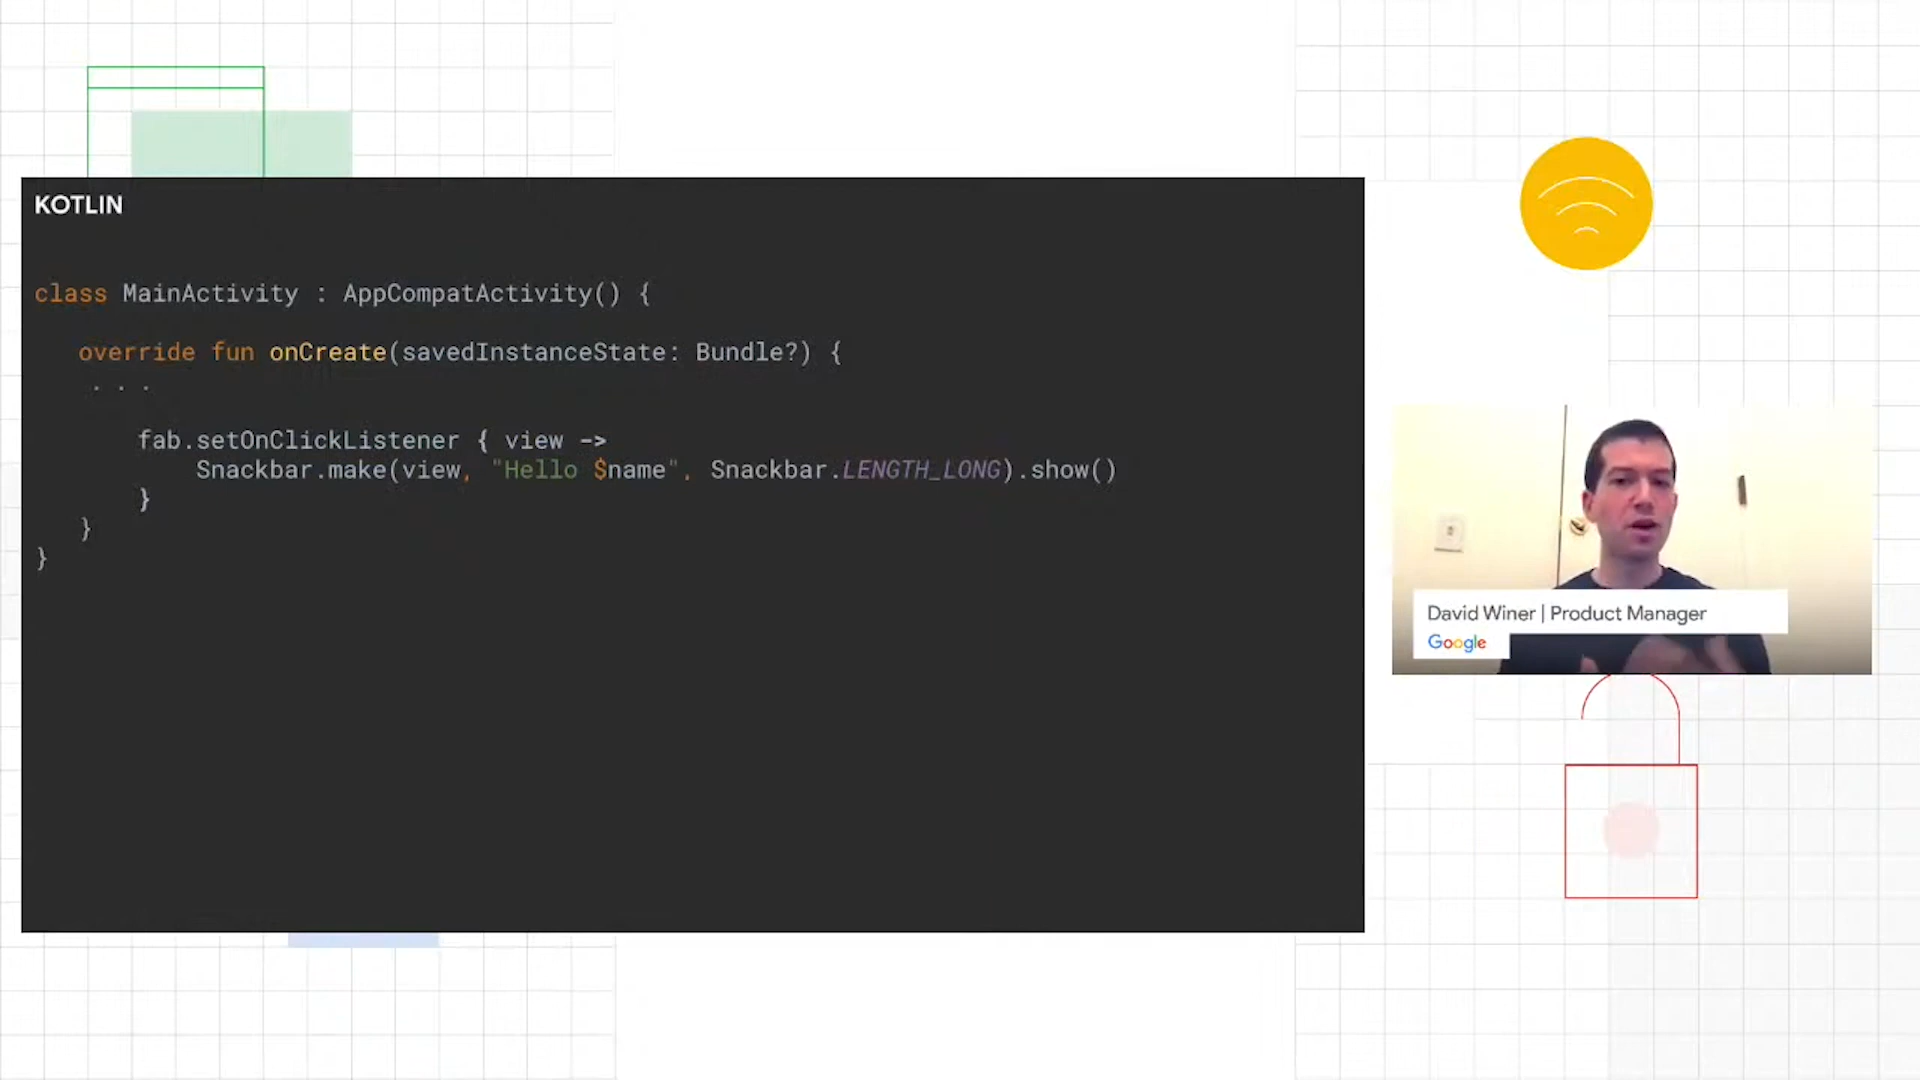 KOTLIN
class MainActivity : AppCompatActivity() {
override fun onCreate(savedInstanceState: Bundle?) {
. . .
fab.setOnClickListener { view ->
Snackbar.make(view, "Hello $name", Snackbar.LENGTH_LONG).show()
}
}
}
David Winer | Product Manager
Google